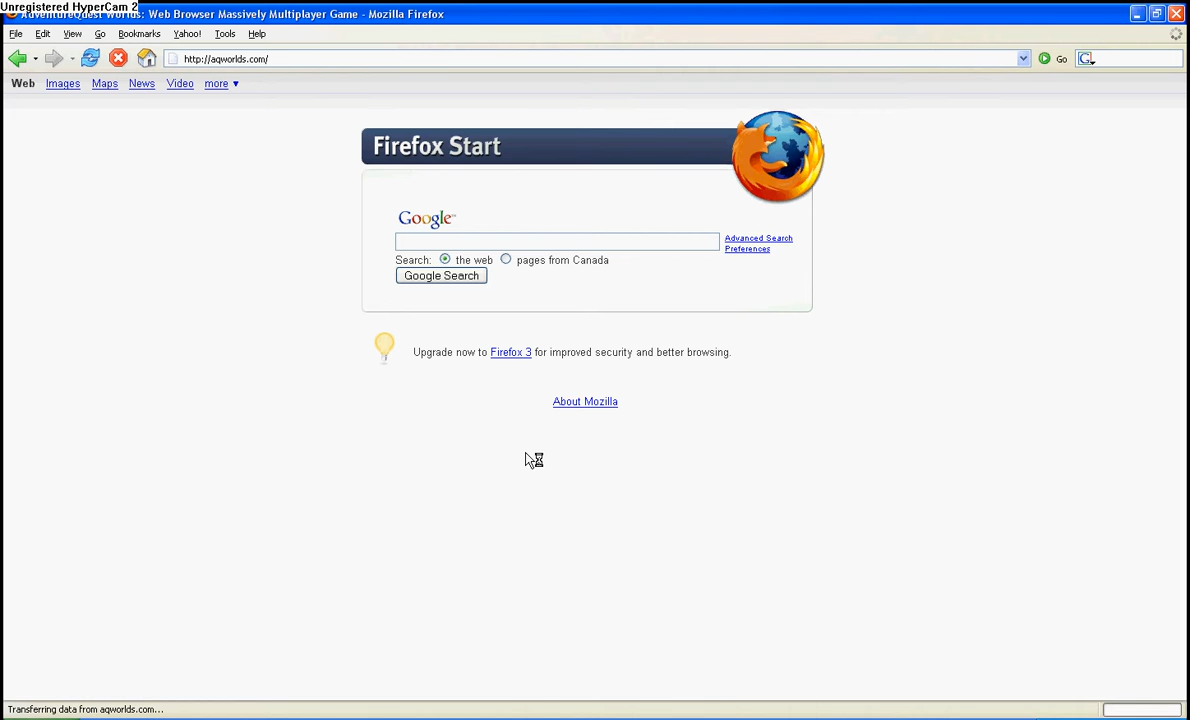 Unregistered HyperCam 2
AdventureQuest Worlds: Web Browser Massively Multiplayer Game - Mozilla Firefox
File Edit View Go Bookmarks Yahoo! Tools Help
http://aqworlds.com/ Go G
Web Images Maps News Video more ▼
Firefox Start
Google™
Advanced Search
Preferences
Search: the web pages from Canada
Google Search
Upgrade now to Firefox 3 for improved security and better browsing.
About Mozilla
Transferring data from aqworlds.com...